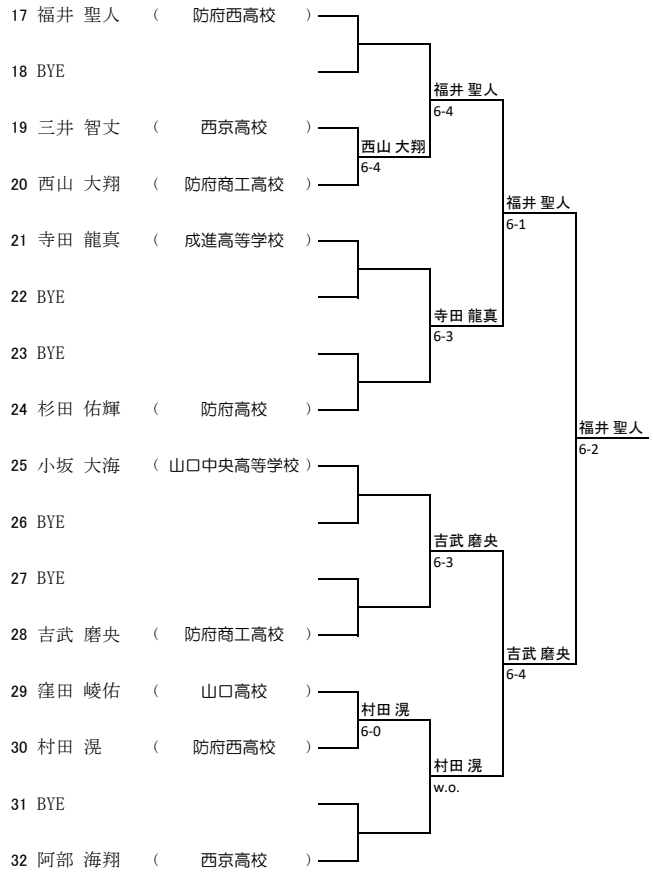 17 福井 聖人 ( 防府西高校 )
18 BYE
福井 聖人
6-4
19 三井 智丈 ( 西京高校 )
西山 大翔
6-4
20 西山 大翔 ( 防府商工高校 )
福井 聖人
6-1
21 寺田 龍真 ( 成進高等学校 )
22 BYE
寺田 龍真
6-3
23 BYE
24 杉田 佑輝 ( 防府高校 )
福井 聖人
6-2
25 小坂 大海 ( 山口中央高等学校 )
26 BYE
吉武 磨央
6-3
27 BYE
28 吉武 磨央 ( 防府商工高校 )
吉武 磨央
6-4
29 窪田 崚佑 ( 山口高校 )
村田 滉
6-0
30 村田 滉 ( 防府西高校 )
村田 滉
w.o.
31 BYE
32 阿部 海翔 ( 西京高校 )